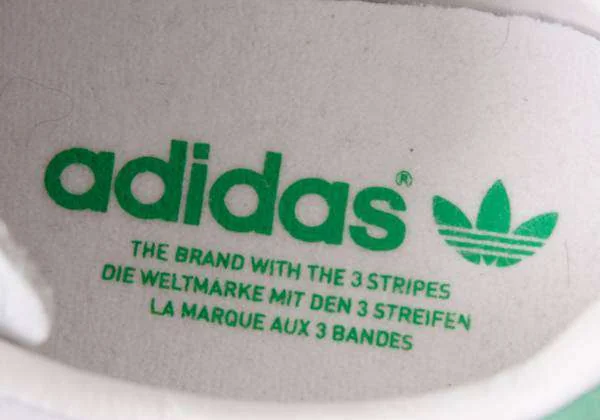 adidas®
THE BRAND WITH THE 3 STRIPES
DIE WELTMARKE MIT DEN 3 STREIFEN
LA MARQUE AUX 3 BANDES